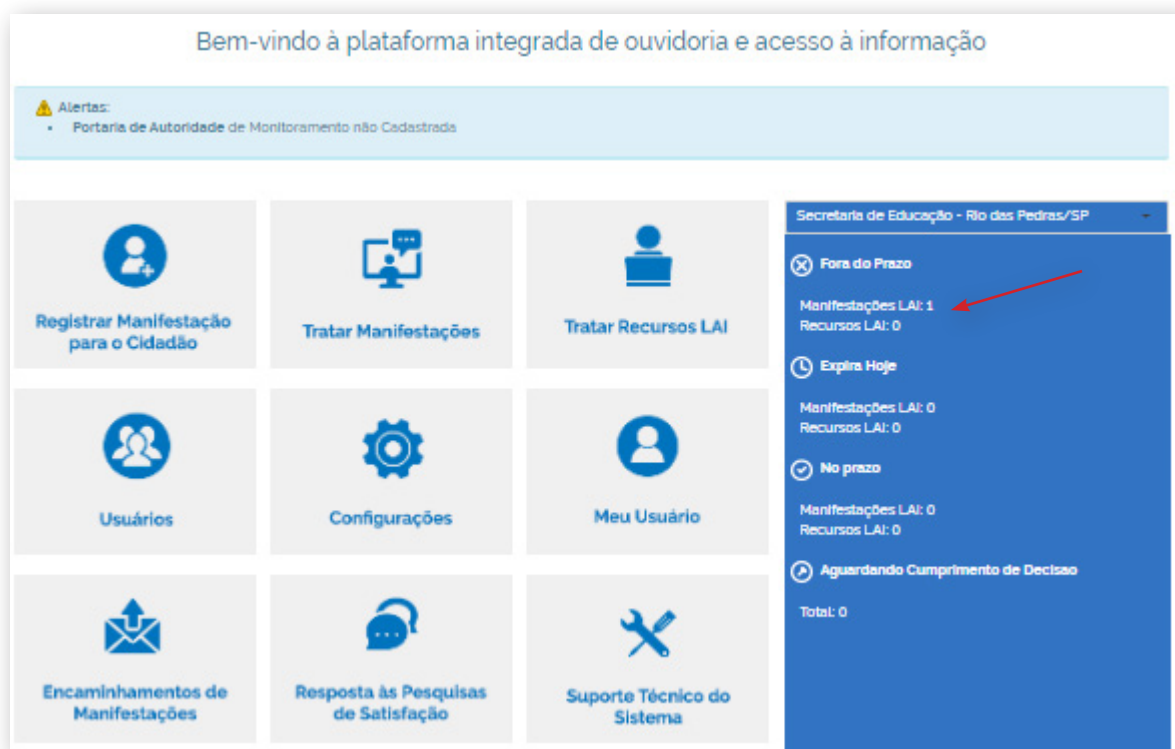 Bem-vindo à plataforma integrada de ouvidoria e acesso à informação
Alertas:
Portaria de Autoridade de Monitoramento não Cadastrada
Registrar Manifestação
para o Cidadão
Tratar Manifestações
Tratar Recursos LAI
Usuários
Configurações
Meu Usuário
Encaminhamentos de
Manifestações
Resposta às Pesquisas
de Satisfação
Suporte Técnico do
Sistema
Secretaria de Educação - Rio das Pedras/SP
Fora do Prazo
Manifestações LAI: 1
Recursos LAI: 0
Expira Hoje
Manifestações LAI: 0
Recursos LAI: 0
No prazo
Manifestações LAI: 0
Recursos LAI: 0
Aguardando Cumprimento de Decisao
Total: 0